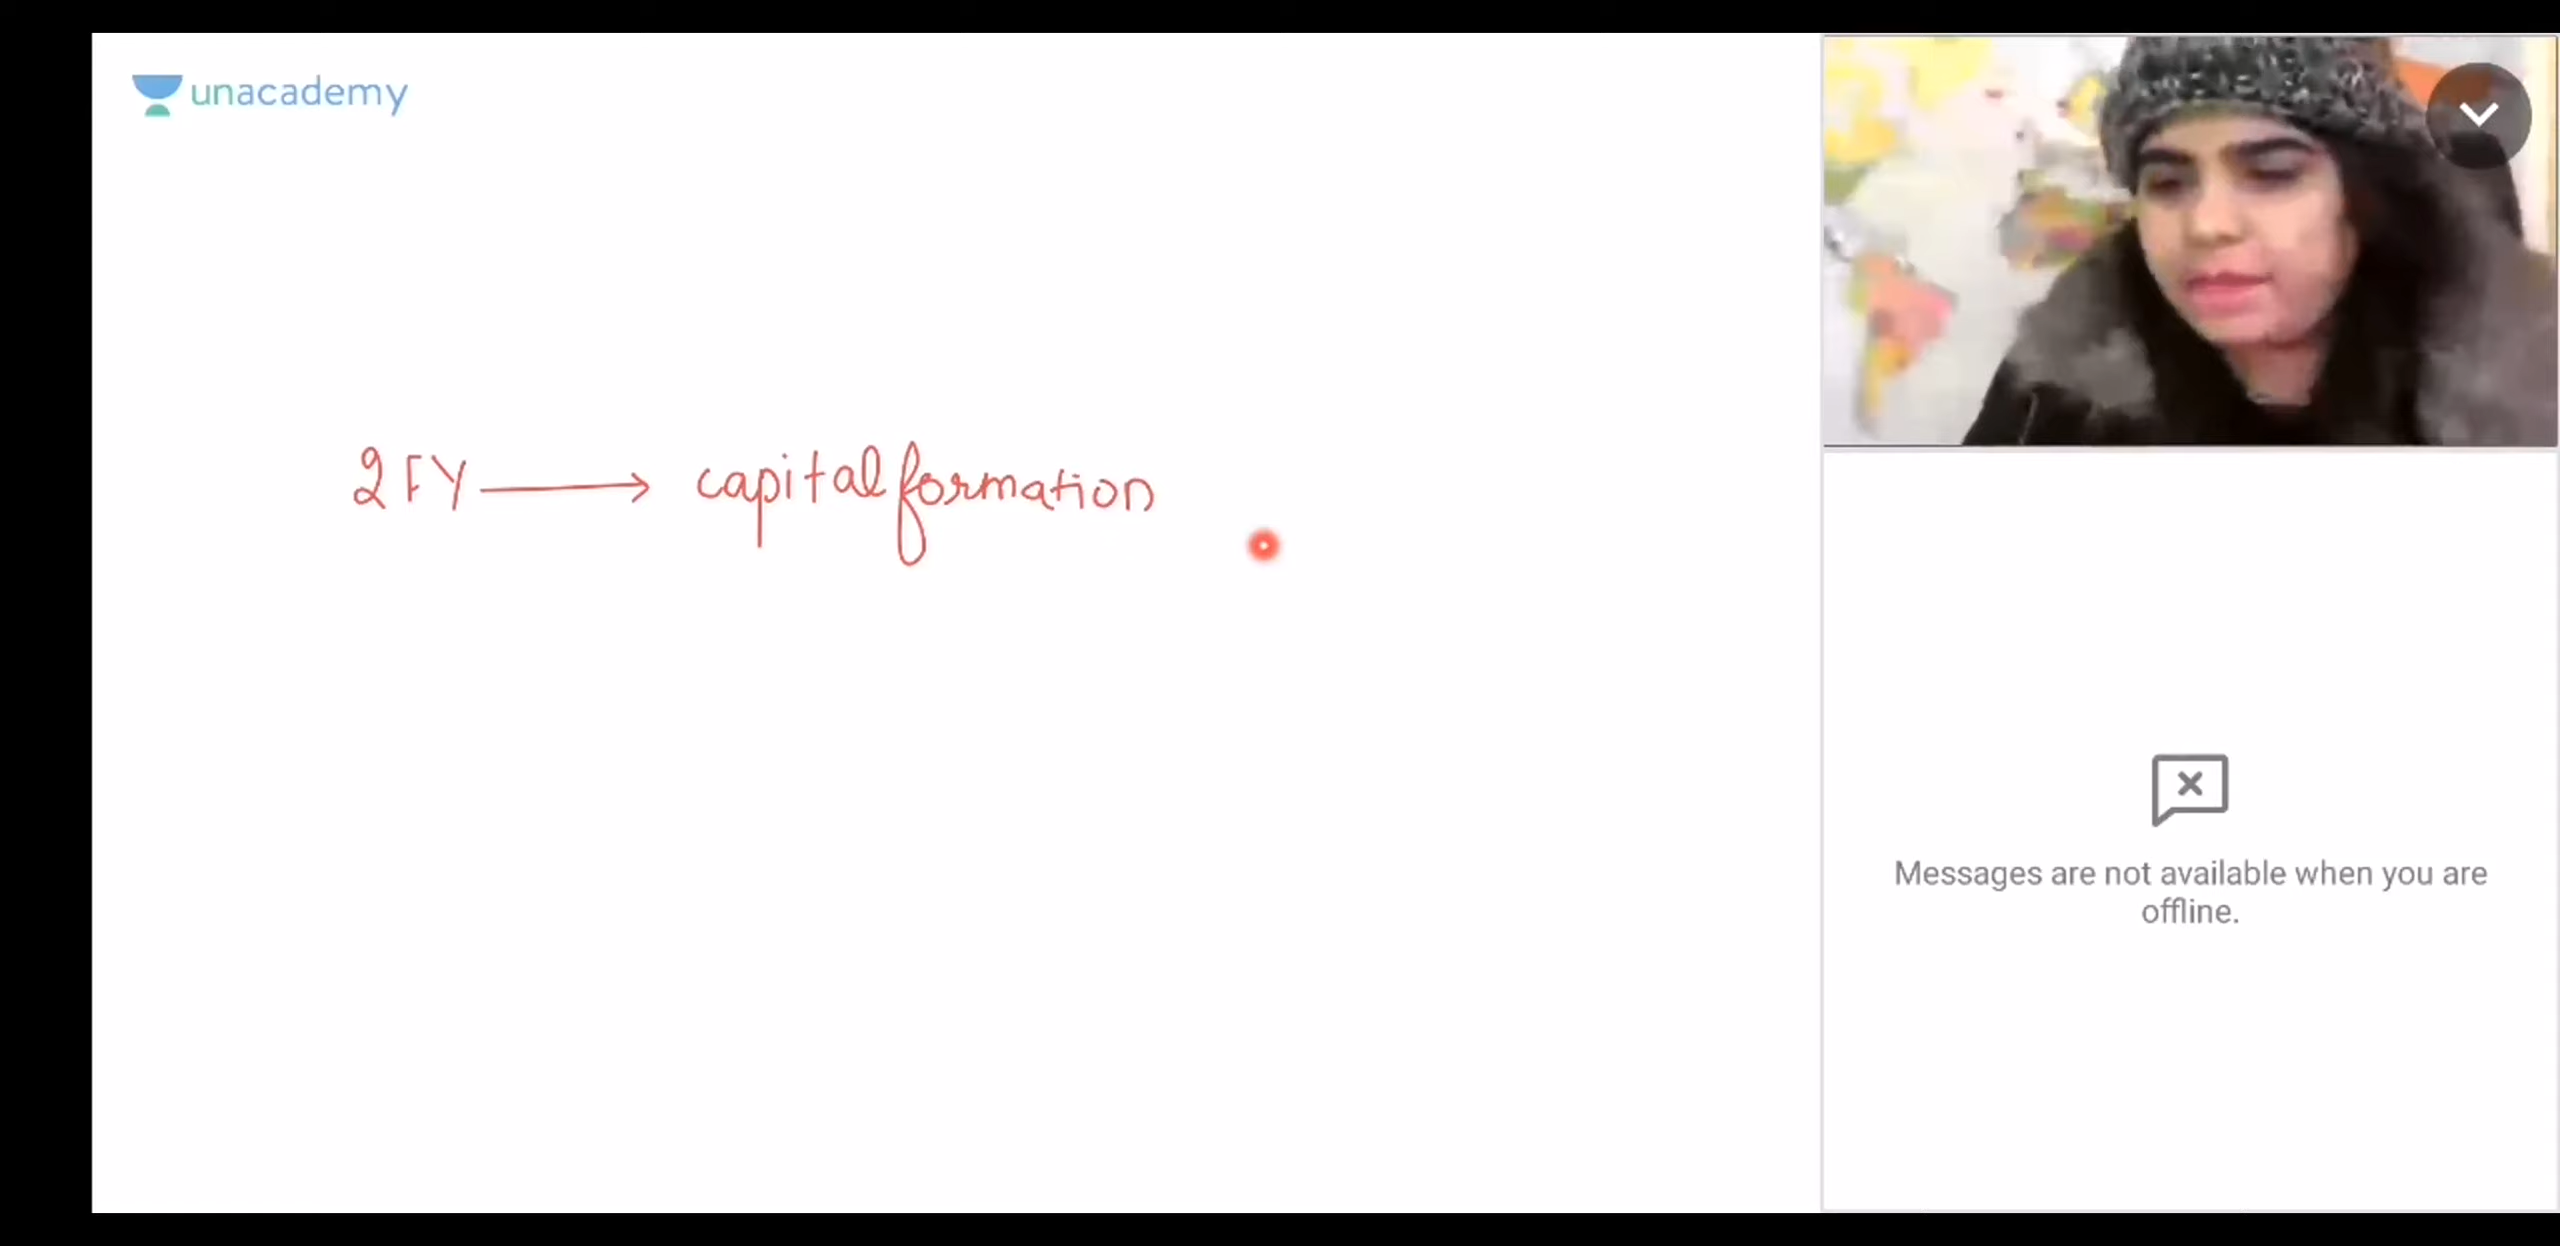 unacademy
2FY → capital formation
Messages are not available when you are
offline.